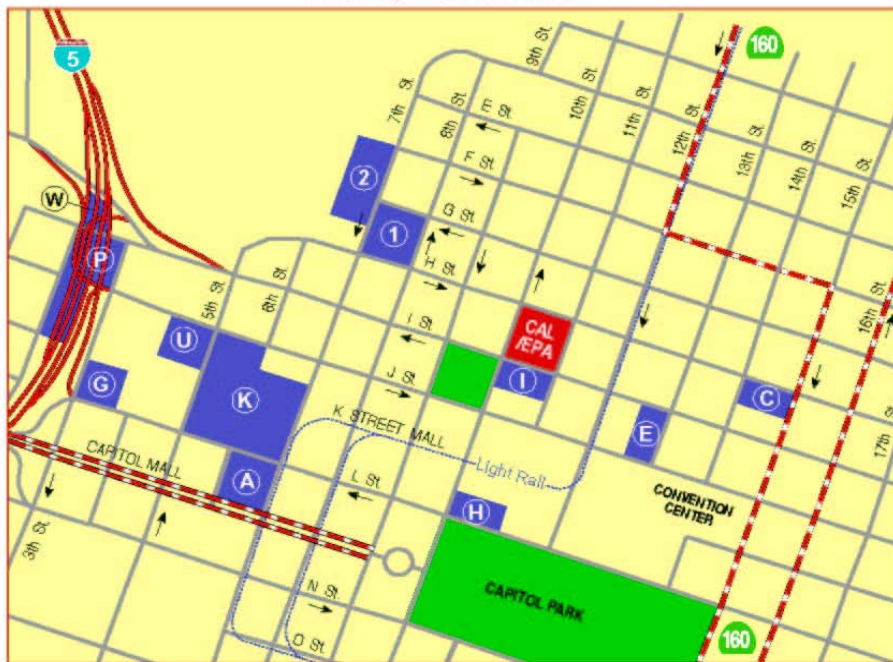 160
5
9th St.
7th St.
8th St.
E St.
10th St.
11th St.
12th St.
13th St.
14th St.
15th St.
F St.
2
W
G St.
1
H St.
P
5th St.
6th St.
I St.
CAL
/EPA
16th St.
U
J St.
I
G
K
C
K STREET MALL
E
17th St.
CAPITOL MALL
A
Light Rail
L St.
H
CONVENTION
CENTER
3th St.
N St.
CAPITOL PARK
O St.
160